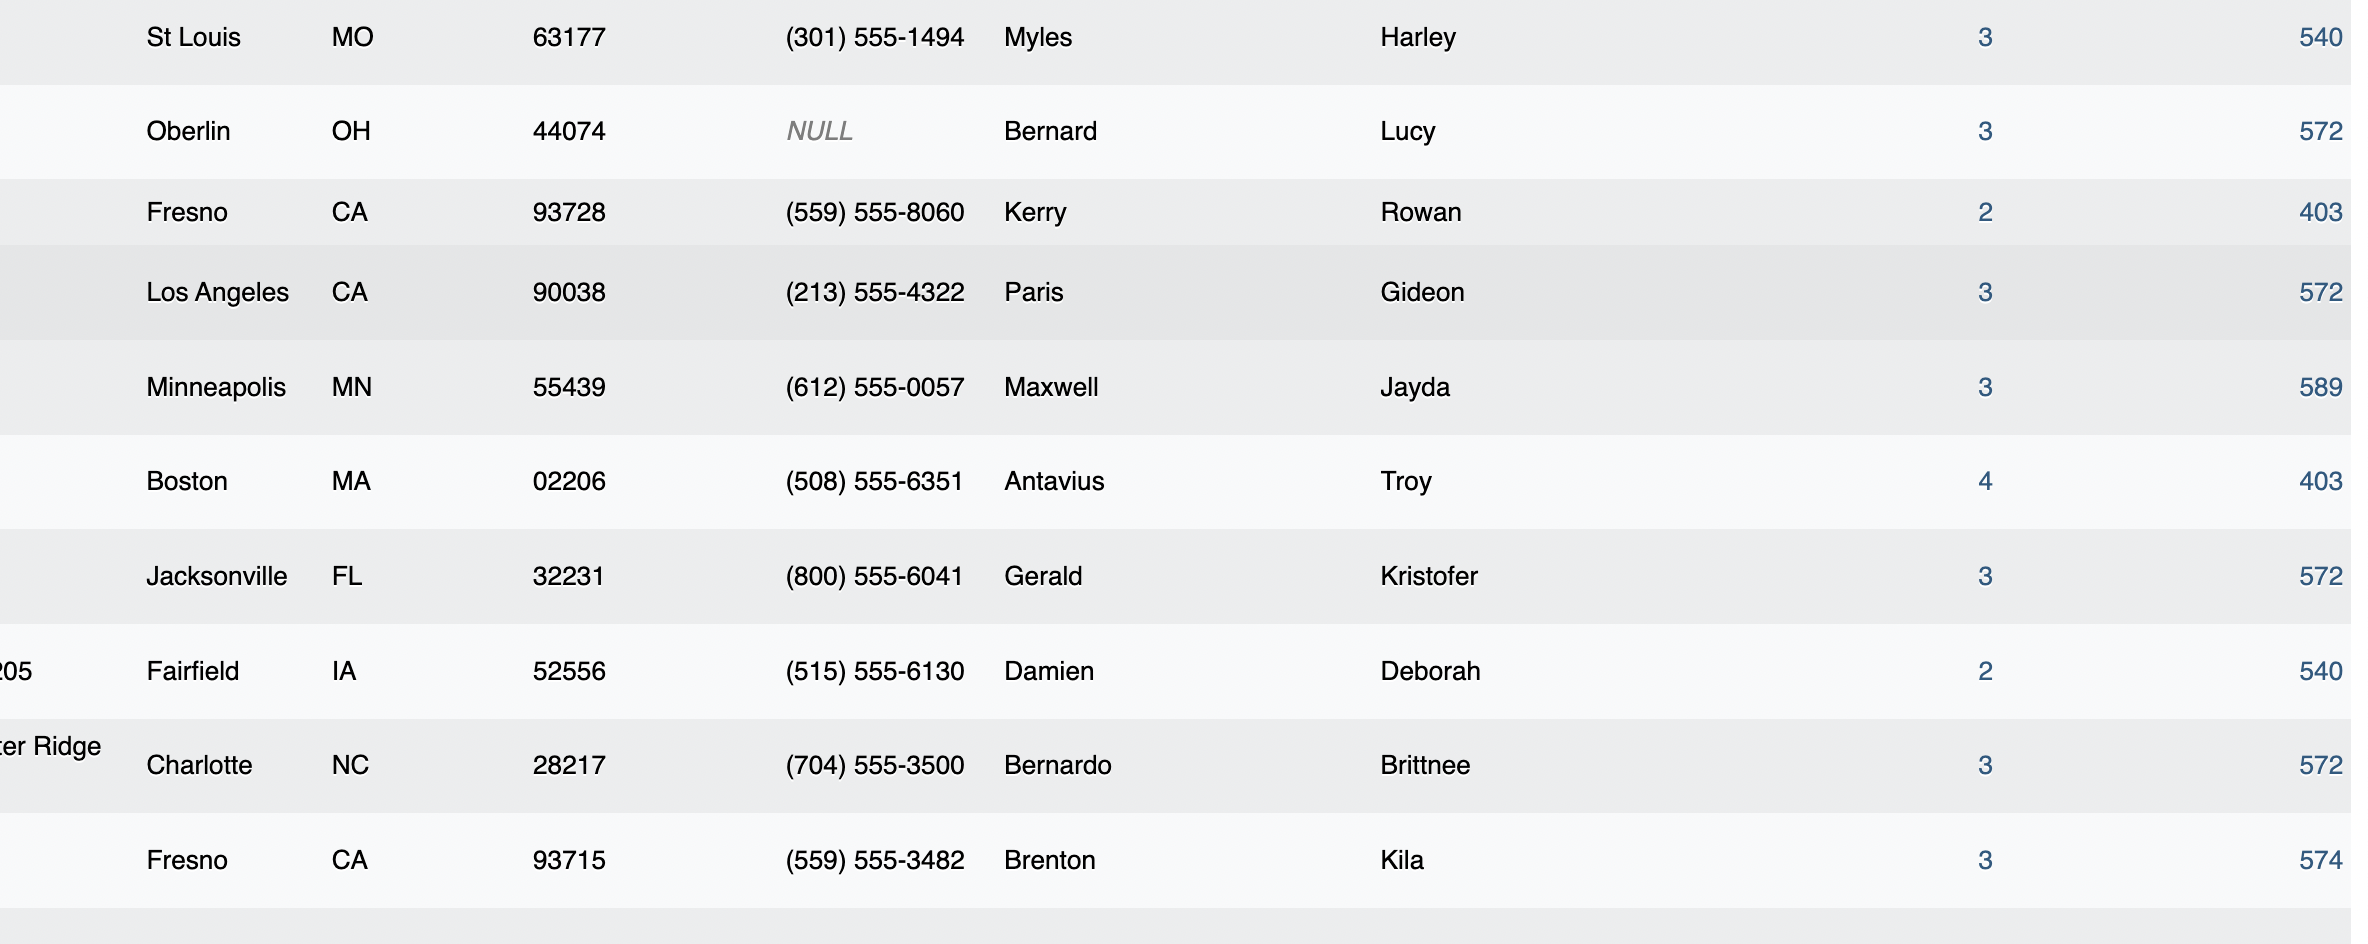 St Louis MO 63177 (301) 555-1494 Myles Harley 3 540
Oberlin OH 44074 NULL Bernard Lucy 3 572
Fresno CA 93728 (559) 555-8060 Kerry Rowan 2 403
Los Angeles CA 90038 (213) 555-4322 Paris Gideon 3 572
Minneapolis MN 55439 (612) 555-0057 Maxwell Jayda 3 589
Boston MA 02206 (508) 555-6351 Antavius Troy 4 403
Jacksonville FL 32231 (800) 555-6041 Gerald Kristofer 3 572
205 Fairfield IA 52556 (515) 555-6130 Damien Deborah 2 540
ter Ridge
Charlotte NC 28217 (704) 555-3500 Bernardo Brittnee 3 572
Fresno CA 93715 (559) 555-3482 Brenton Kila 3 574